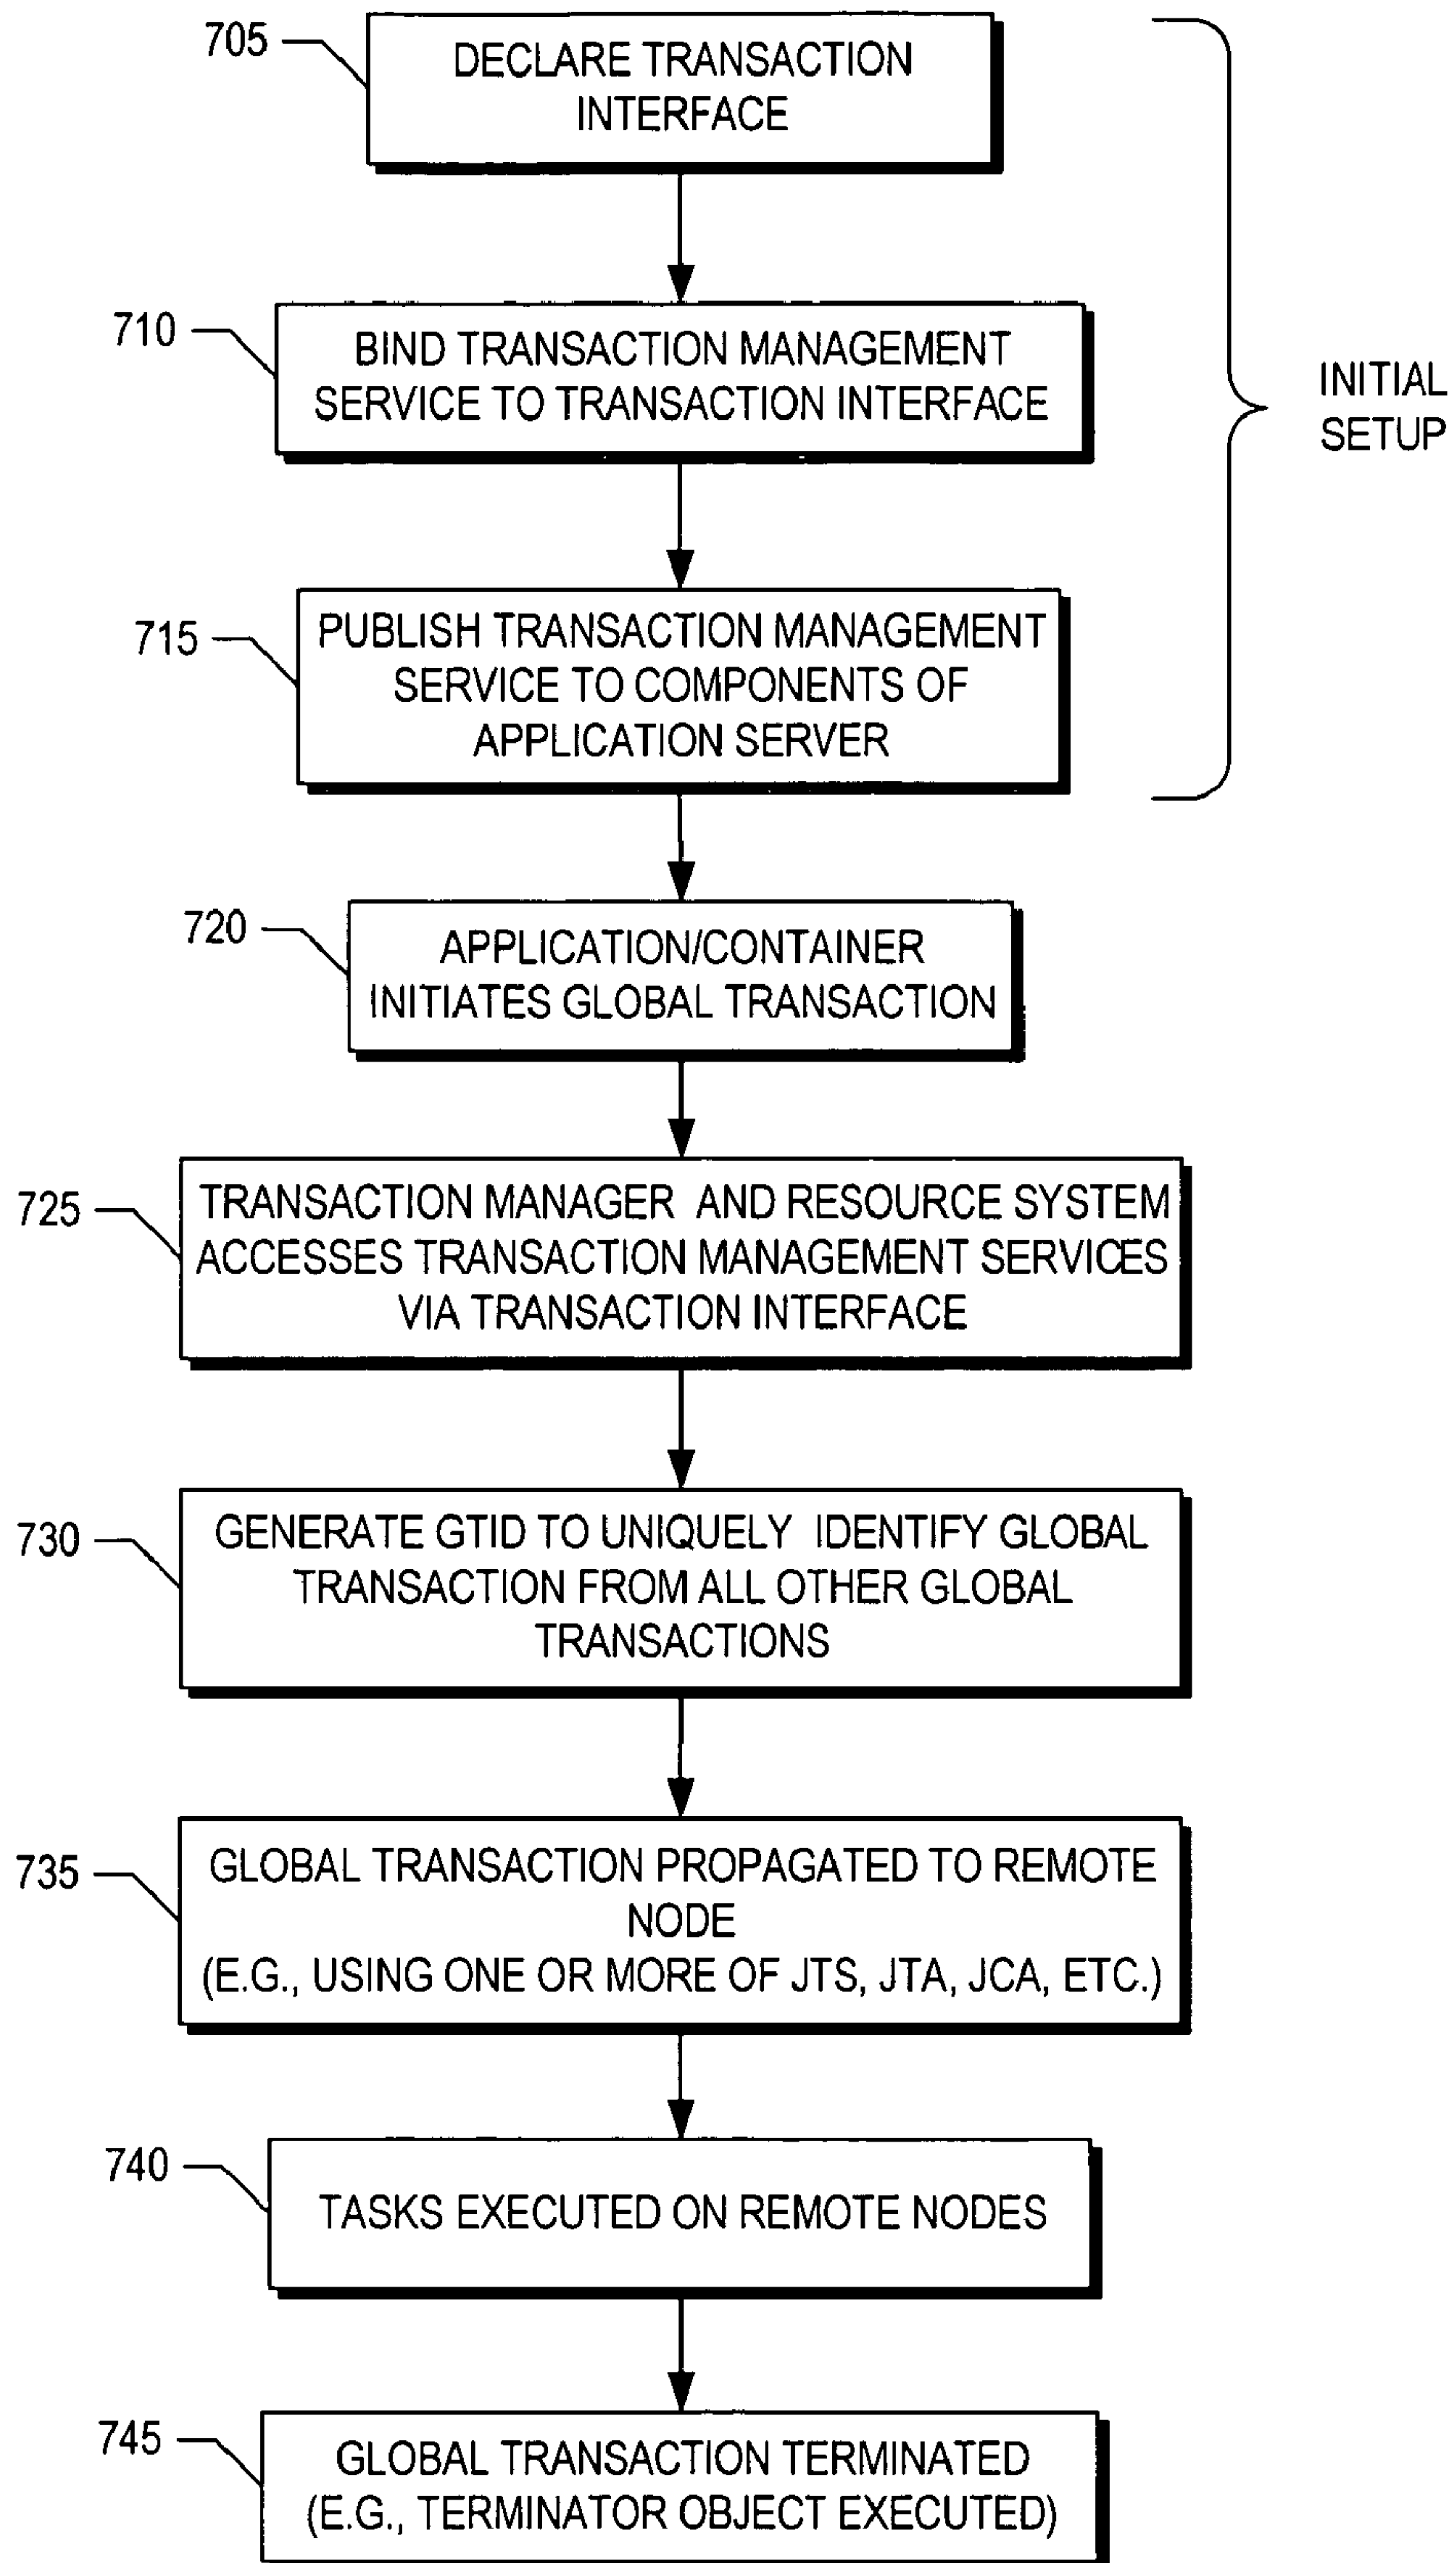 705
DECLARE TRANSACTION
INTERFACE
710
BIND TRANSACTION MANAGEMENT
SERVICE TO TRANSACTION INTERFACE
INITIAL
SETUP
715
PUBLISH TRANSACTION MANAGEMENT
SERVICE TO COMPONENTS OF
APPLICATION SERVER
720
APPLICATION/CONTAINER
INITIATES GLOBAL TRANSACTION
725
TRANSACTION MANAGER AND RESOURCE SYSTEM
ACCESSES TRANSACTION MANAGEMENT SERVICES
VIA TRANSACTION INTERFACE
730
GENERATE GTID TO UNIQUELY IDENTIFY GLOBAL
TRANSACTION FROM ALL OTHER GLOBAL
TRANSACTIONS
735
GLOBAL TRANSACTION PROPAGATED TO REMOTE
NODE
(E.G., USING ONE OR MORE OF JTS, JTA, JCA, ETC.)
740
TASKS EXECUTED ON REMOTE NODES
745
GLOBAL TRANSACTION TERMINATED
(E.G., TERMINATOR OBJECT EXECUTED)